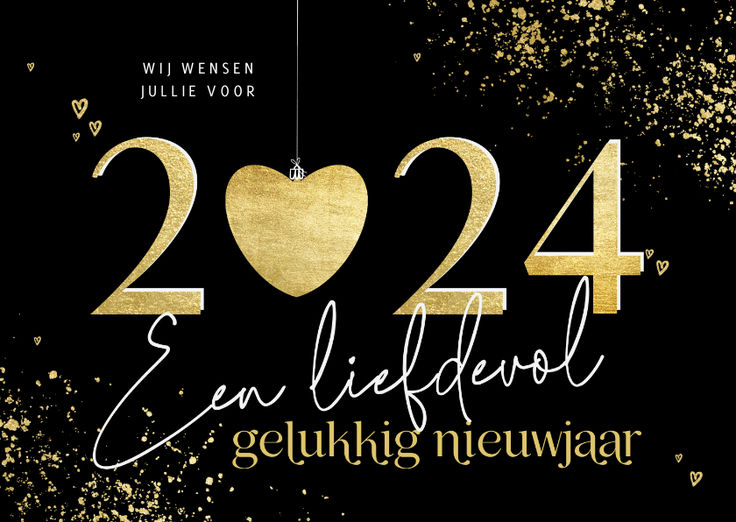 WIJ WENSEN
JULLIE VOOR
2024
Een liefdevol
gelukkig nieuwjaar